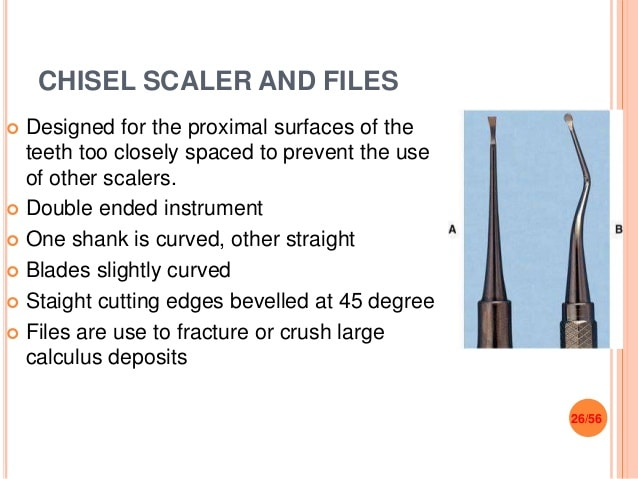 CHISEL SCALER AND FILES
Designed for the proximal surfaces of the
teeth too closely spaced to prevent the use
of other scalers.
Double ended instrument
One shank is curved, other straight
Blades slightly curved
Staight cutting edges bevelled at 45 degree
Files are use to fracture or crush large
calculus deposits
A
B
26/56